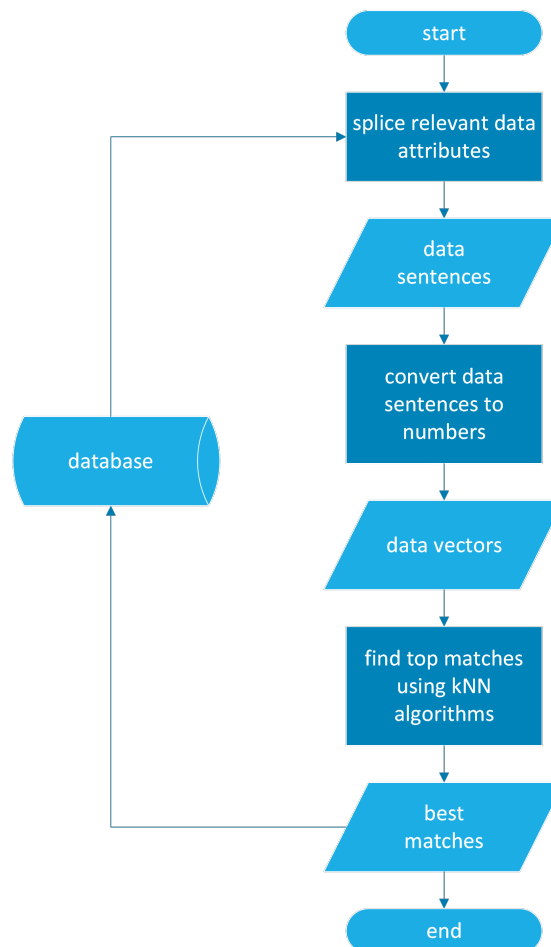 start
splice relevant data
attributes
data
sentences
convert data
sentences to
numbers
database
data vectors
find top matches
using kNN
algorithms
best
matches
end